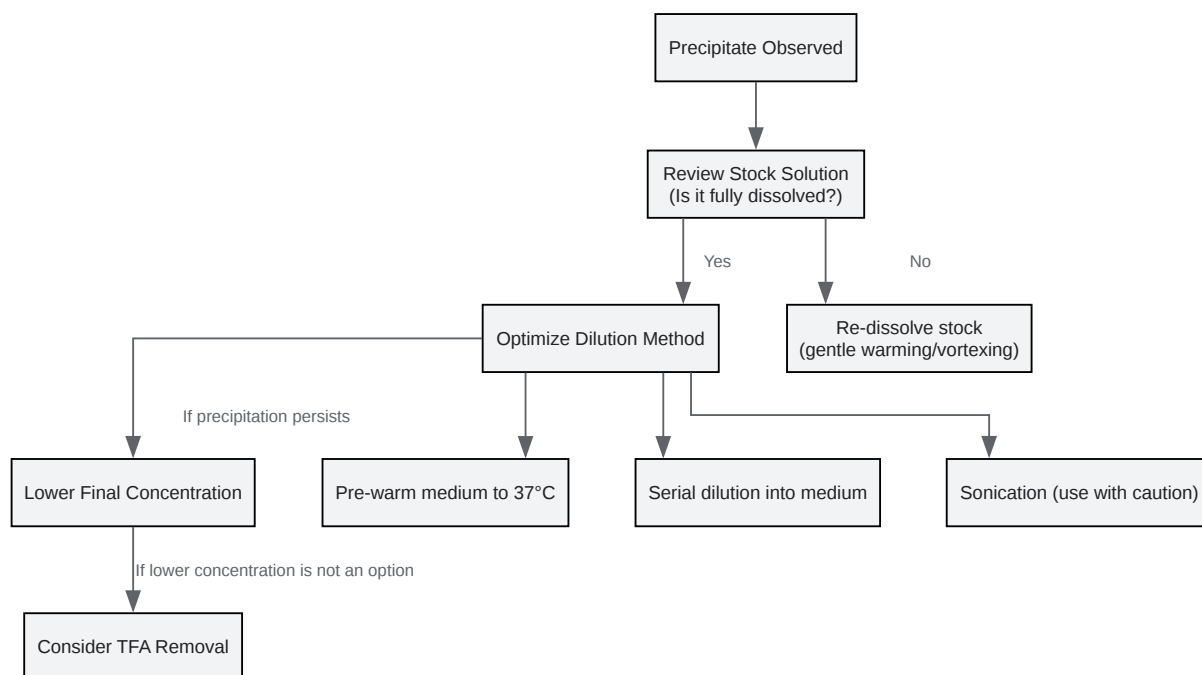 Precipitate Observed
Review Stock Solution
(Is it fully dissolved?)
Yes
No
Optimize Dilution Method
Re-dissolve stock
(gentle warming/vortexing)
If precipitation persists
Lower Final Concentration
Pre-warm medium to 37°C
Serial dilution into medium
Sonication (use with caution)
If lower concentration is not an option
Consider TFA Removal